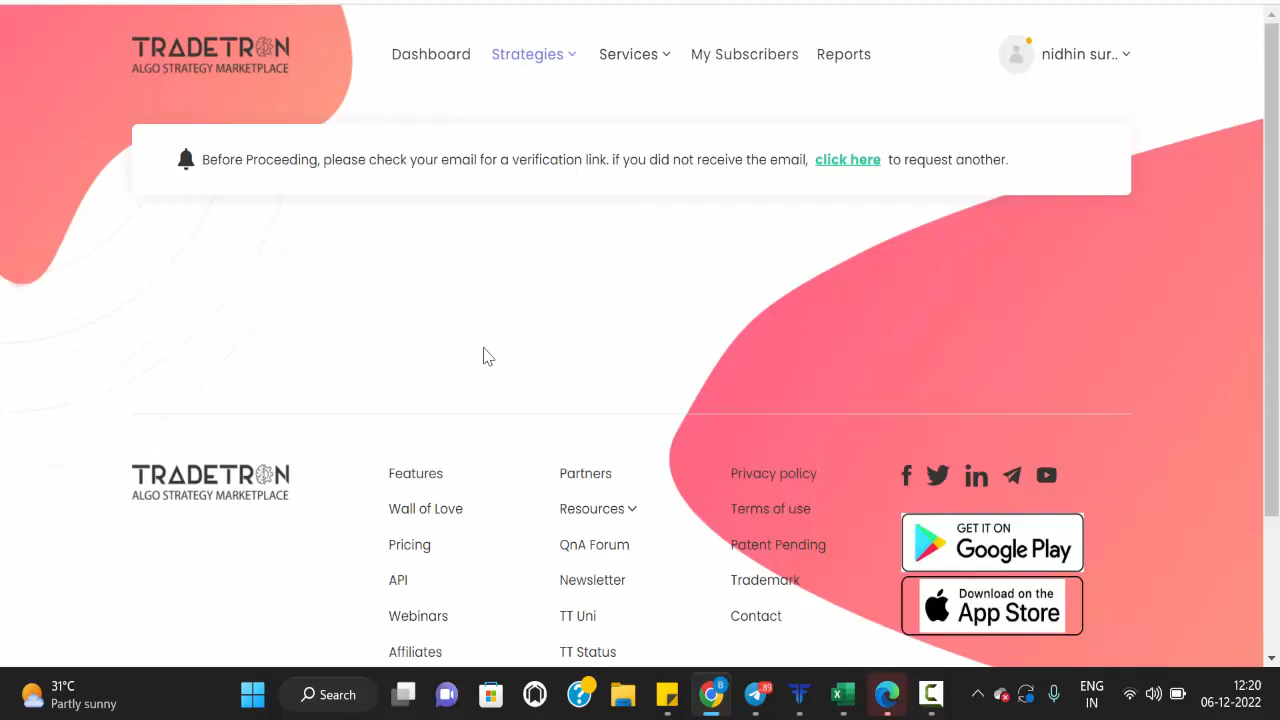 TRADETRON
ALGO STRATEGY MARKETPLACE
Dashboard Strategies Services My Subscribers Reports
nidhin sur..
Before Proceeding, please check your email for a verification link. if you did not receive the email, click here to request another.
TRADETRON
ALGO STRATEGY MARKETPLACE
Features
Wall of Love
Pricing
API
Webinars
Affiliates
Partners
Resources
QnA Forum
Newsletter
TT Uni
TT Status
Privacy policy
Terms of use
Patent Pending
Trademark
Contact
GET IT ON
Google Play
Download on the
App Store
31°C
Partly sunny
Search
85
B
ENG
IN
12:20
06-12-2022